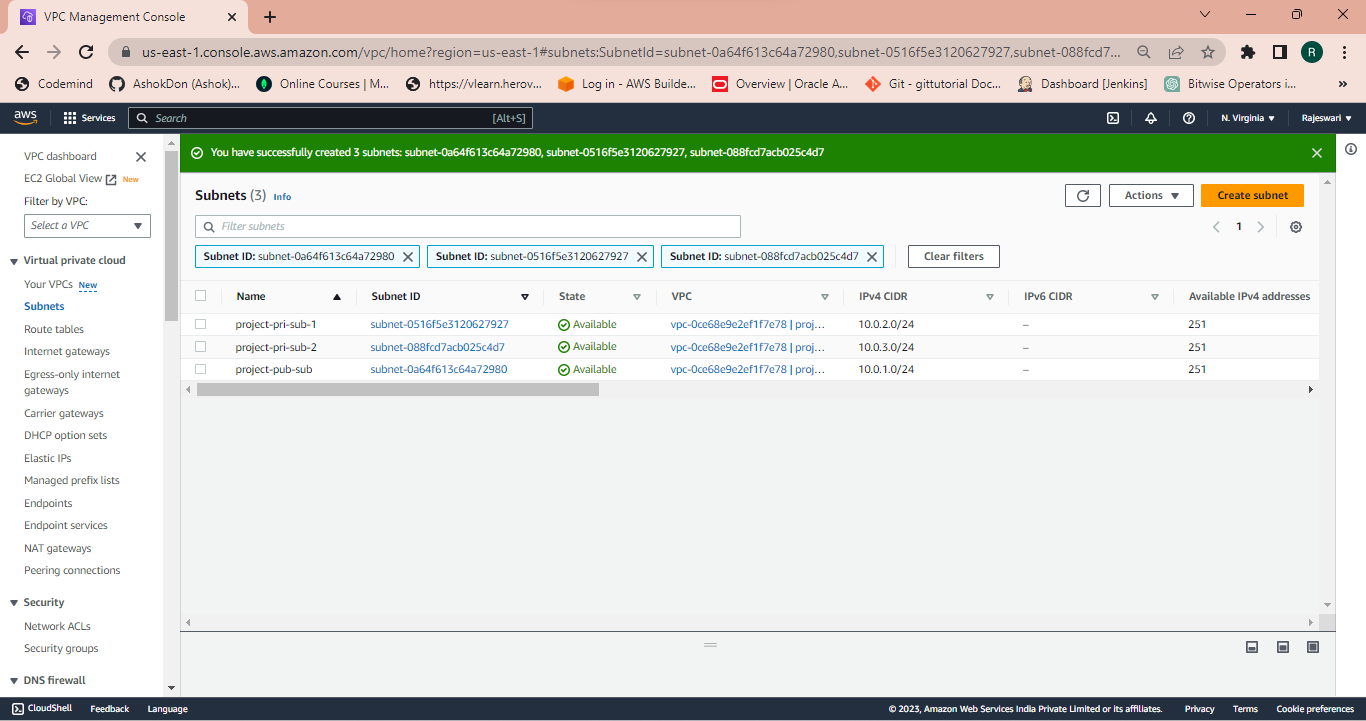 VPC Management Console
us-east-1.console.aws.amazon.com/vpc/home?region=us-east-1#subnets:SubnetId=subnet-0a64f613c64a72980,subnet-0516f5e3120627927,subnet-088fcd7...
R
Codemind
AshokDon (Ashok)...
Online Courses | M...
https://vlearn.herov...
Log in - AWS Builde...
Overview | Oracle A...
Git - gittutorial Doc...
Dashboard [Jenkins]
Bitwise Operators i...
»
aws
Services
Search
[Alt+S]
N. Virginia
Rajeswari
VPC dashboard
EC2 Global View New
Filter by VPC:
Select a VPC
Virtual private cloud
Your VPCs New
Subnets
Route tables
Internet gateways
Egress-only internet
gateways
Carrier gateways
DHCP option sets
Elastic IPs
Managed prefix lists
Endpoints
Endpoint services
NAT gateways
Peering connections
Security
Network ACLs
Security groups
DNS firewall
You have successfully created 3 subnets: subnet-0a64f613c64a72980, subnet-0516f5e3120627927, subnet-088fcd7acb025c4d7
Subnets (3) Info
Actions
Create subnet
Filter subnets
1
Subnet ID: subnet-0a64f613c64a72980
Subnet ID: subnet-0516f5e3120627927
Subnet ID: subnet-088fcd7acb025c4d7
Clear filters
Name Subnet ID State VPC IPv4 CIDR IPv6 CIDR Available IPv4 addresses
project-pri-sub-1 subnet-0516f5e3120627927 Available vpc-0ce68e9e2ef1f7e78 | proj... 10.0.2.0/24 – 251
project-pri-sub-2 subnet-088fcd7acb025c4d7 Available vpc-0ce68e9e2ef1f7e78 | proj... 10.0.3.0/24 – 251
project-pub-sub subnet-0a64f613c64a72980 Available vpc-0ce68e9e2ef1f7e78 | proj... 10.0.1.0/24 – 251
CloudShell
Feedback
Language
© 2023, Amazon Web Services India Private Limited or its affiliates.
Privacy
Terms
Cookie preferences